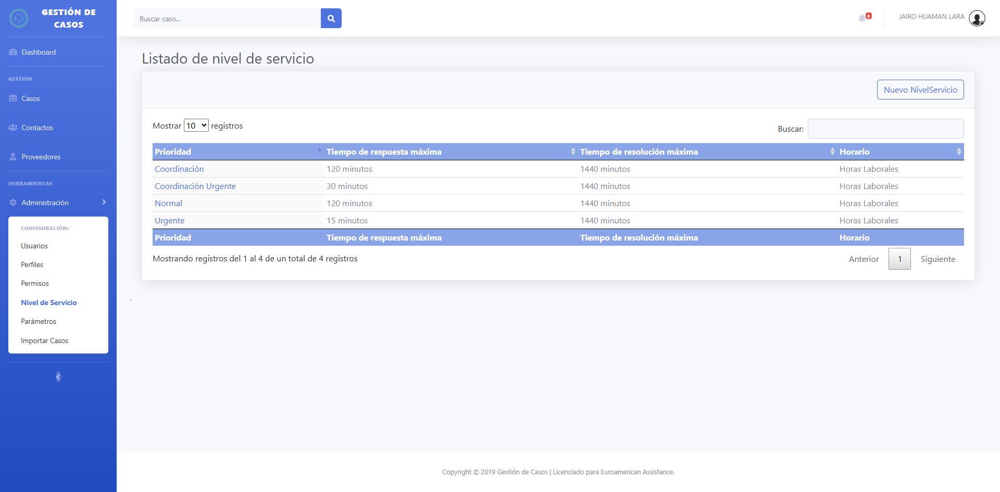 GESTIÓN DE
CASOS
Dashboard
GESTIÓN
Casos
Contactos
Proveedores
HERRAMIENTAS
Administración
CONFIGURACIÓN:
Usuarios
Perfiles
Permisos
Nivel de Servicio
Parámetros
Importar Casos
Buscar caso...
0
JAIRO HUAMAN LARA
Listado de nivel de servicio
Nuevo NivelServicio
Mostrar 10 registros
Buscar:
Prioridad Tiempo de respuesta máxima Tiempo de resolución máxima Horario
Coordinación 120 minutos 1440 minutos Horas Laborales
Coordinación Urgente 30 minutos 1440 minutos Horas Laborales
Normal 120 minutos 1440 minutos Horas Laborales
Urgente 15 minutos 1440 minutos Horas Laborales
Prioridad Tiempo de respuesta máxima Tiempo de resolución máxima Horario
Mostrando registros del 1 al 4 de un total de 4 registros
Anterior 1 Siguiente
-
Copyright © 2019 Gestión de Casos | Licenciado para Euroamerican Assistance.